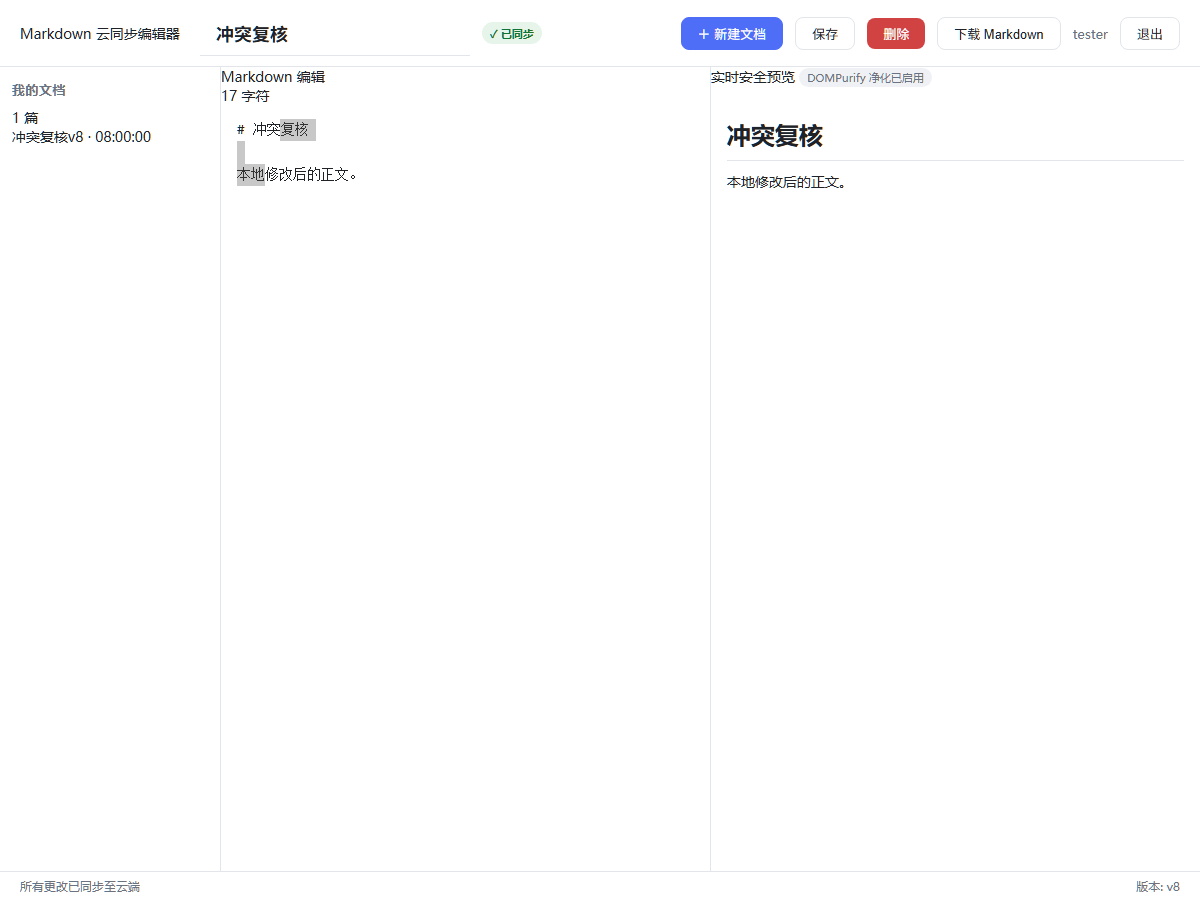 Markdown 云同步编辑器
冲突复核
✓ 已同步
＋ 新建文档
保存
删除
下载 Markdown
tester
退出
我的文档
1 篇
冲突复核v8 · 08:00:00
Markdown 编辑
17 字符
# 冲突复核
本地修改后的正文。
实时安全预览 DOMPurify 净化已启用
冲突复核
本地修改后的正文。
所有更改已同步至云端
版本: v8